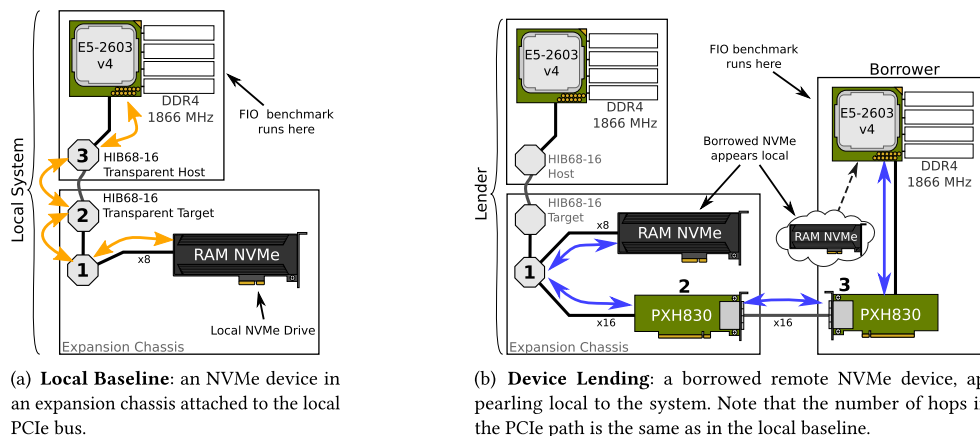 Local System
E5-2603
v4
DDR4
1866 MHz
FIO benchmark
runs here
3
HIB68-16
Transparent Host
HIB68-16
Transparent Target
2
1
x8
RAM NVMe
Local NVMe Drive
Expansion Chassis
(a) Local Baseline: an NVMe device in
an expansion chassis attached to the local
PCIe bus.
Lender
E5-2603
v4
DDR4
1866 MHz
HIB68-16
Host
HIB68-16
Target
1
x8
RAM NVMe
Borrowed NVMe
appears local
2
PXH830
x16
x16
Expansion Chassis
FIO benchmark
runs here
Borrower
E5-2603
v4
DDR4
1866 MHz
RAM NVMe
3
PXH830
(b) Device Lending: a borrowed remote NVMe device, ap
pearling local to the system. Note that the number of hops i
the PCIe path is the same as in the local baseline.